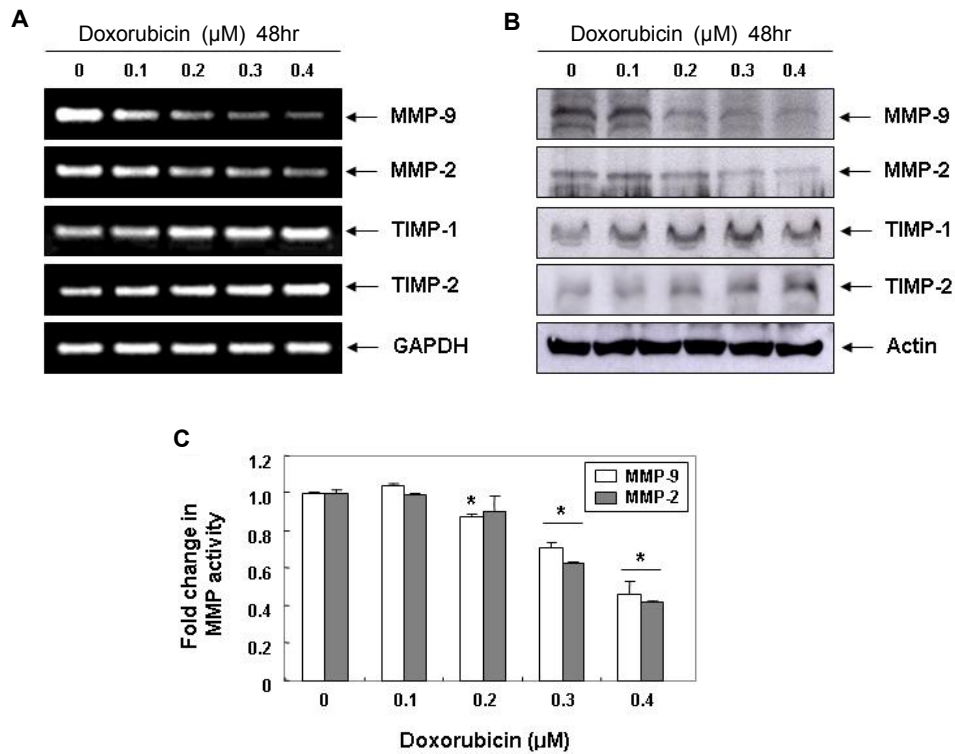 A
Doxorubicin (µM) 48hr
0 0.1 0.2 0.3 0.4
MMP-9
MMP-2
TIMP-1
TIMP-2
GAPDH
B
Doxorubicin (µM) 48hr
0 0.1 0.2 0.3 0.4
MMP-9
MMP-2
TIMP-1
TIMP-2
Actin
C
Fold change in
MMP activity
1.2
1.0
0.8
0.6
0.4
0.2
0
MMP-9
MMP-2
* * *
0 0.1 0.2 0.3 0.4
Doxorubicin (µM)